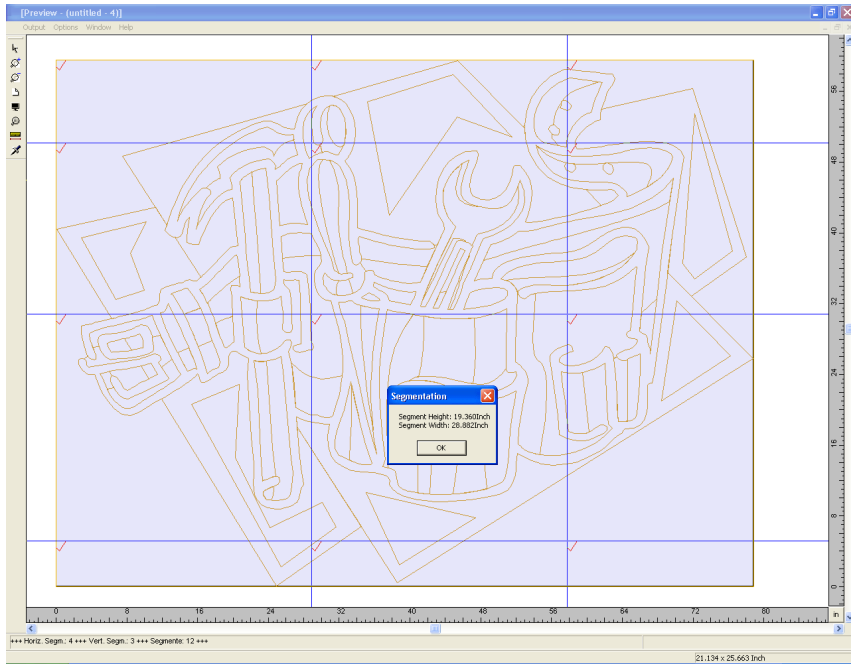 [Preview - (untitled - 4)]
Output Options Window Help
56
48
40
32
24
16
8
0
Segmentation
Segment Height: 19.360Inch
Segment Width: 28.882Inch
OK
0 8 16 24 32 40 48 56 64 72 80
in
+++ Horiz. Segm.: 4 +++ Vert. Segm.: 3 +++ Segmente: 12 +++
21.134 x 25.663 Inch